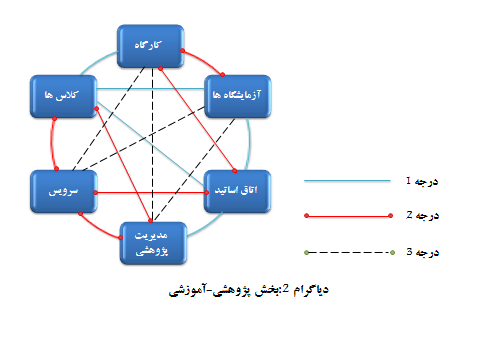 کارگاه
کلاس ها
آزمایشگاه ها
سرویس
اتاق اساتید
مدیریت
پژوهشی
درجه 1
درجه 2
درجه 3
دیاگرام 2:بخش پژوهشی-آموزشی